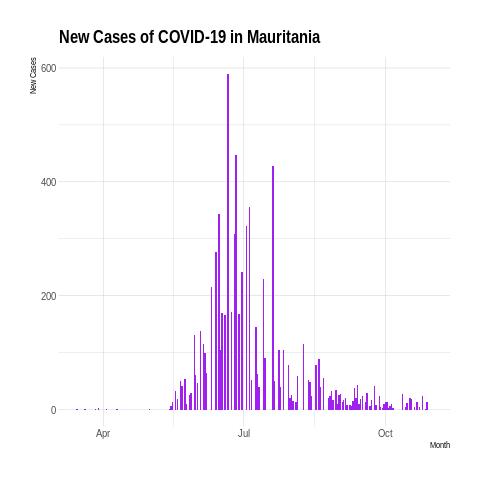 New Cases of COVID-19 in Mauritania
New Cases
600
400
200
0
Apr
Jul
Oct
Month